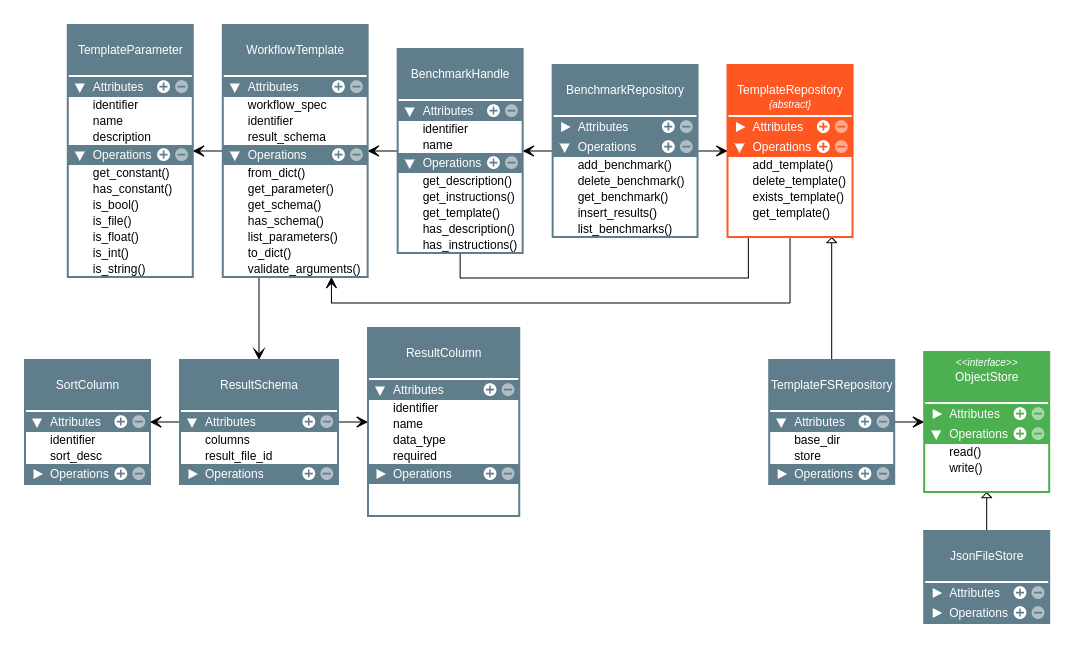 TemplateParameter
Attributes
identifier
name
description
Operations
get_constant()
has_constant()
is_bool()
is_file()
is_float()
is_int()
is_string()
WorkflowTemplate
Attributes
workflow_spec
identifier
result_schema
Operations
from_dict()
get_parameter()
get_schema()
has_schema()
list_parameters()
to_dict()
validate_arguments()
BenchmarkHandle
Attributes
identifier
name
Operations
get_description()
get_instructions()
get_template()
has_description()
has_instructions()
BenchmarkRepository
Attributes
Operations
add_benchmark()
delete_benchmark()
get_benchmark()
insert_results()
list_benchmarks()
TemplateRepository
{abstract}
Attributes
Operations
add_template()
delete_template()
exists_template()
get_template()
SortColumn
Attributes
identifier
sort_desc
Operations
ResultSchema
Attributes
columns
result_file_id
Operations
ResultColumn
Attributes
identifier
name
data_type
required
Operations
TemplateFSRepository
Attributes
base_dir
store
Operations
<<interface>>
ObjectStore
Attributes
Operations
read()
write()
JsonFileStore
Attributes
Operations